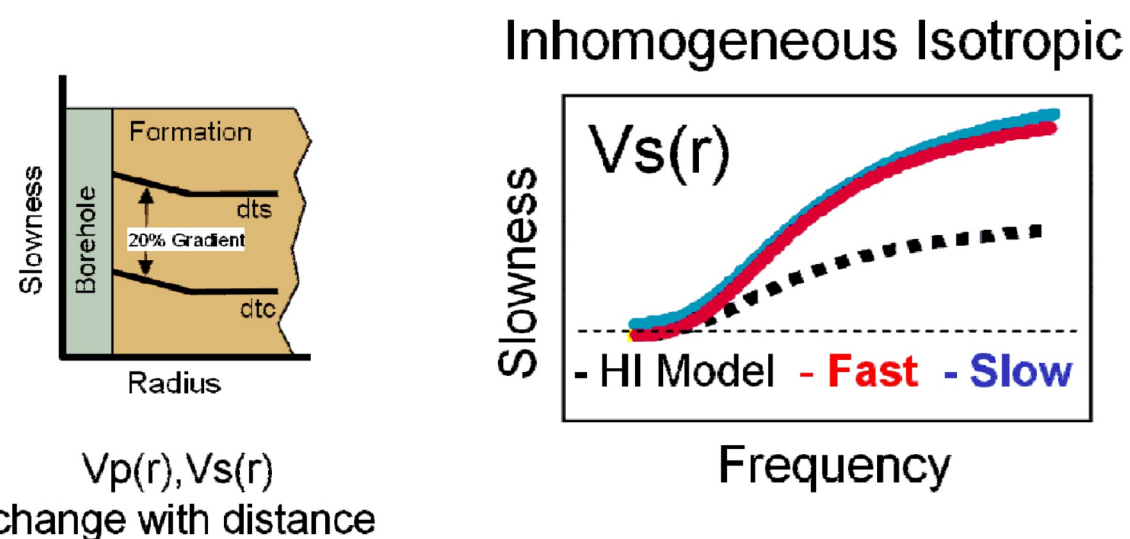 Inhomogeneous Isotropic
Slowness
Borehole
Formation
dts
20% Gradient
dtc
Radius
Vp(r),Vs(r)
change with distance
Slowness
Vs(r)
- HI Model - Fast - Slow
Frequency